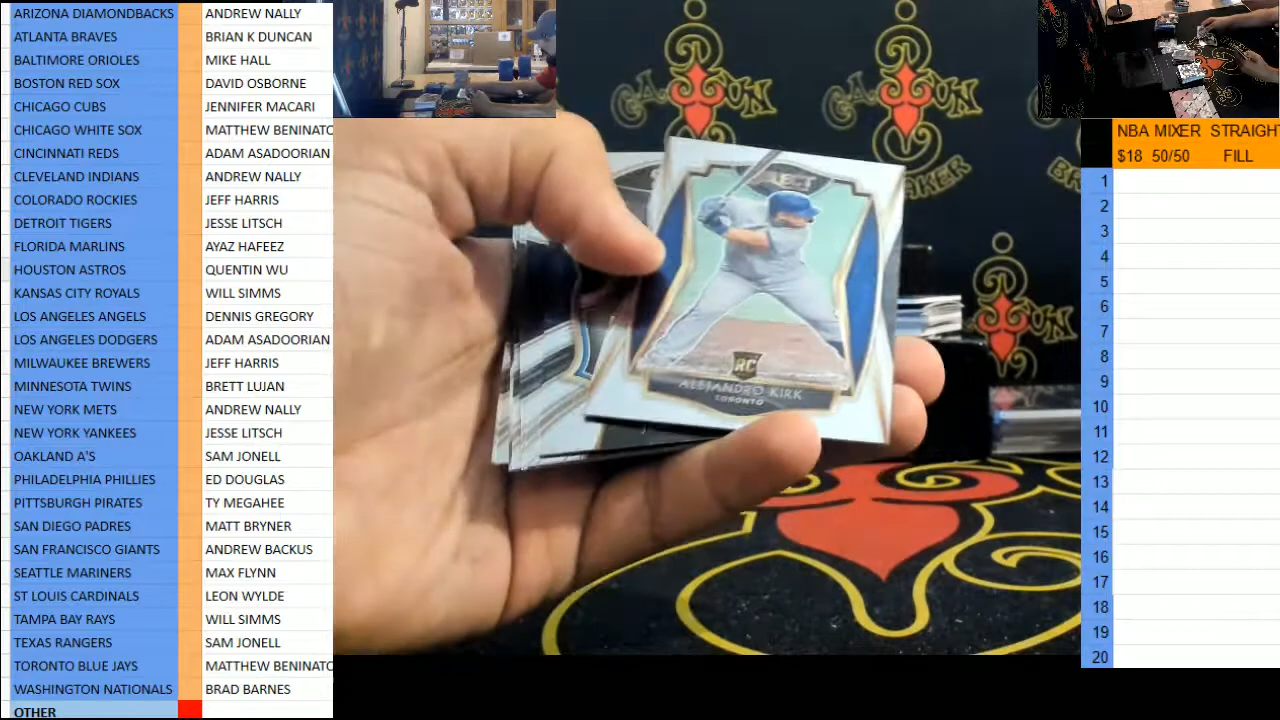 ARIZONA DIAMONDBACKS ANDREW NALLY
ATLANTA BRAVES BRIAN K DUNCAN
BALTIMORE ORIOLES MIKE HALL
BOSTON RED SOX DAVID OSBORNE
CHICAGO CUBS JENNIFER MACARI
CHICAGO WHITE SOX MATTHEW BENINATO
CINCINNATI REDS ADAM ASADOORIAN
CLEVELAND INDIANS ANDREW NALLY
COLORADO ROCKIES JEFF HARRIS
DETROIT TIGERS JESSE LITSCH
FLORIDA MARLINS AYAZ HAFEEZ
HOUSTON ASTROS QUENTIN WU
KANSAS CITY ROYALS WILL SIMMS
LOS ANGELES ANGELS DENNIS GREGORY
LOS ANGELES DODGERS ADAM ASADOORIAN
MILWAUKEE BREWERS JEFF HARRIS
MINNESOTA TWINS BRETT LUJAN
NEW YORK METS ANDREW NALLY
NEW YORK YANKEES JESSE LITSCH
OAKLAND A'S SAM JONELL
PHILADELPHIA PHILLIES ED DOUGLAS
PITTSBURGH PIRATES TY MEGAHEE
SAN DIEGO PADRES MATT BRYNER
SAN FRANCISCO GIANTS ANDREW BACKUS
SEATTLE MARINERS MAX FLYNN
ST LOUIS CARDINALS LEON WYLDE
TAMPA BAY RAYS WILL SIMMS
TEXAS RANGERS SAM JONELL
TORONTO BLUE JAYS MATTHEW BENINATO
WASHINGTON NATIONALS BRAD BARNES
OTHER
RC
ALEJANDRO KIRK
TORONTO
NBA MIXER STRAIGHT
$18 50/50 FILL
1
2
3
4
5
6
7
8
9
10
11
12
13
14
15
16
17
18
19
20